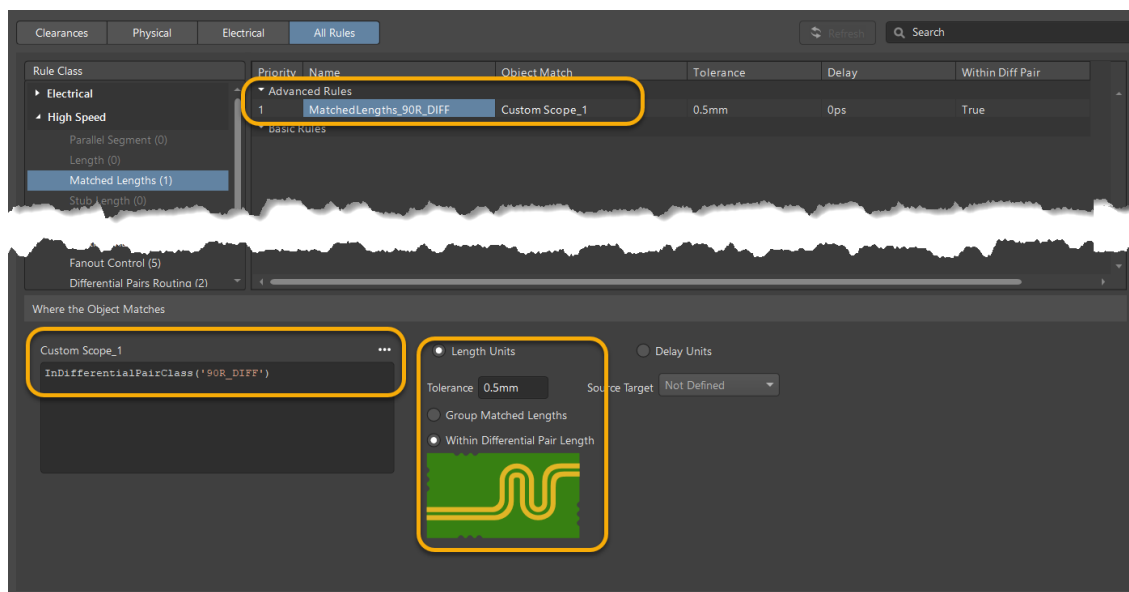 Clearances Physical Electrical All Rules Refresh Search
Rule Class Priority Name Object Match Tolerance Delay Within Diff Pair
Electrical Advanced Rules
High Speed 1 MatchedLengths_90R_DIFF Custom Scope_1 0.5mm 0ps True
Basic Rules
Parallel Segment (0)
Length (0)
Matched Lengths (1)
Stub Length (0)
Fanout Control (5)
Differential Pairs Routing (2)
Where the Object Matches
Custom Scope_1 ••• Length Units Delay Units
InDifferentialPairClass('90R_DIFF')
Tolerance 0.5mm Source Target Not Defined
Group Matched Lengths
Within Differential Pair Length